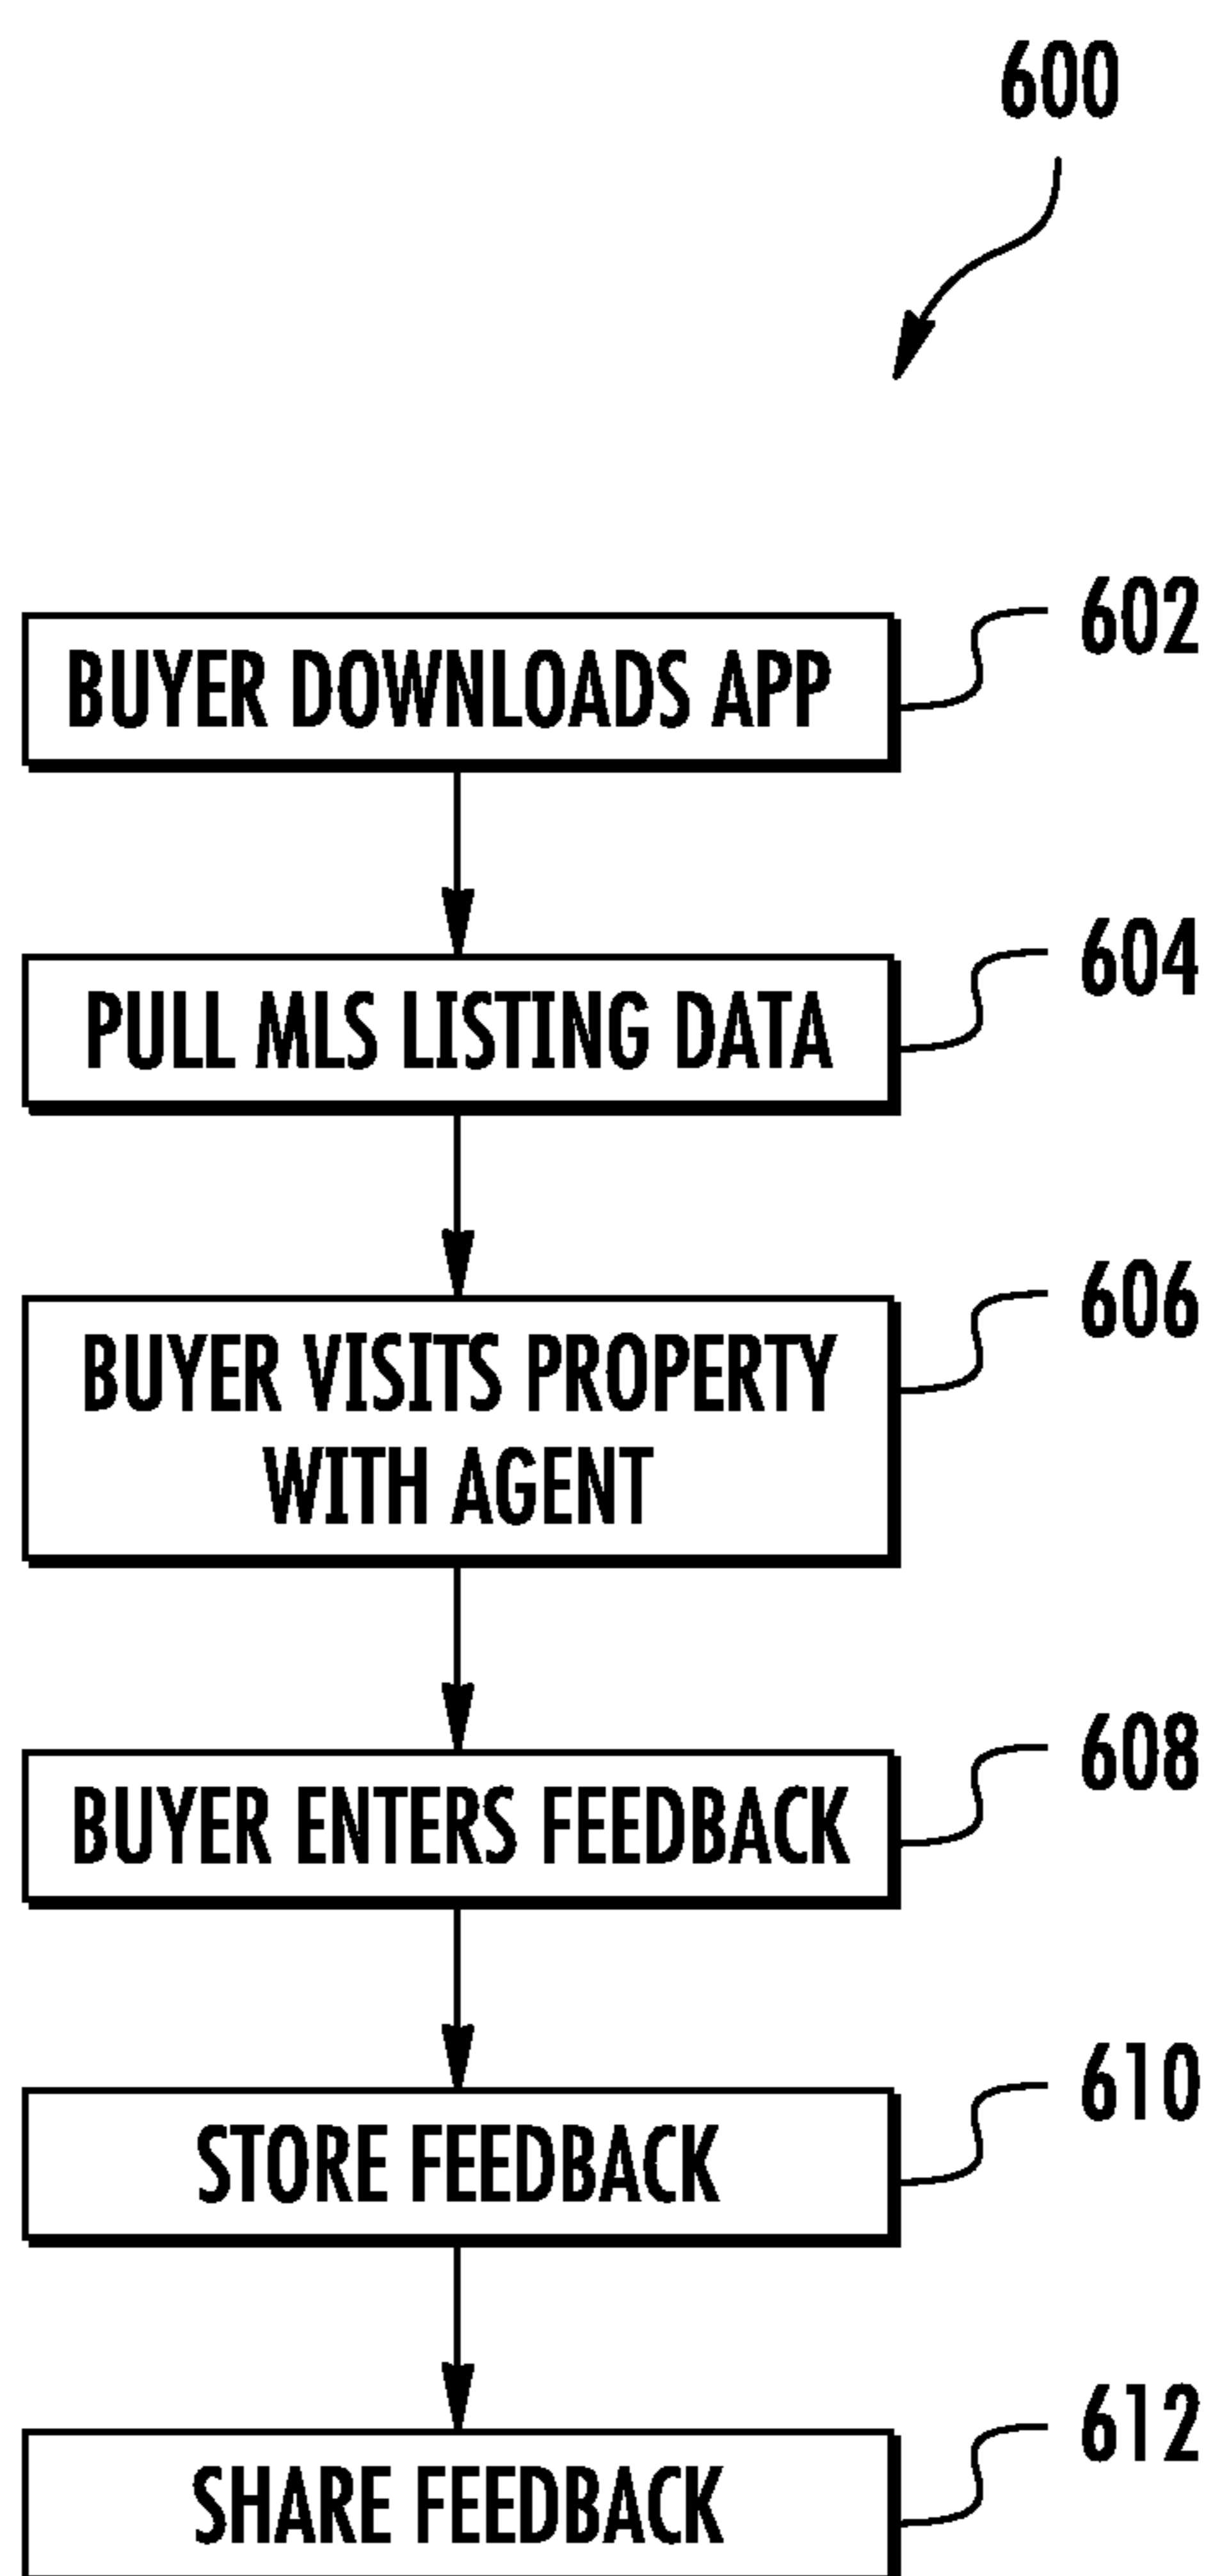 600
BUYER DOWNLOADS APP
602
PULL MLS LISTING DATA
604
BUYER VISITS PROPERTY
WITH AGENT
606
BUYER ENTERS FEEDBACK
608
STORE FEEDBACK
610
SHARE FEEDBACK
612